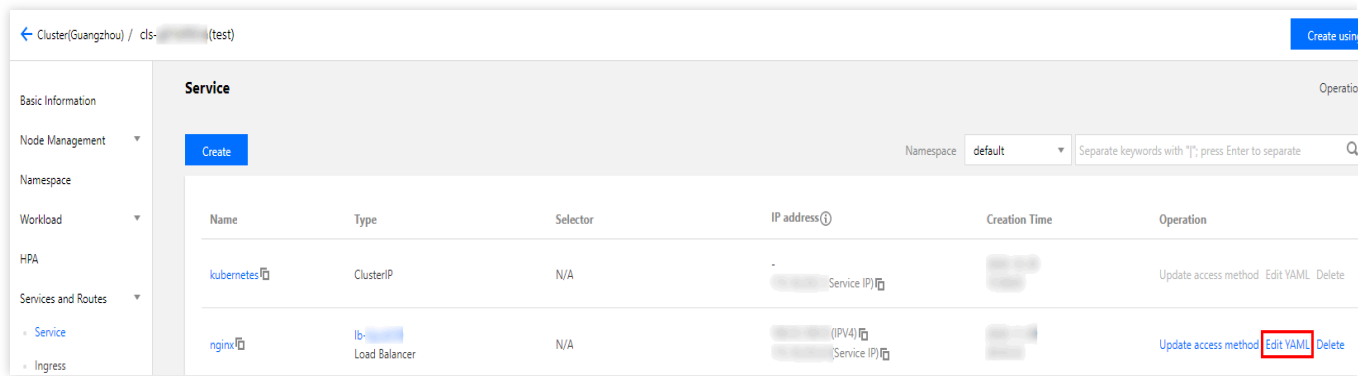 Cluster(Guangzhou) / cls- (test)
Create using
Basic Information
Node Management
Namespace
Workload
HPA
Services and Routes
Service
Ingress
Service
Operatio
Create
Namespace default Separate keywords with "|"; press Enter to separate
Name Type Selector IP address Creation Time Operation
kubernetes ClusterIP N/A - Update access method Edit YAML Delete
(Service IP)
nginx lb- N/A (IPV4) Update access method Edit YAML Delete
Load Balancer (Service IP)